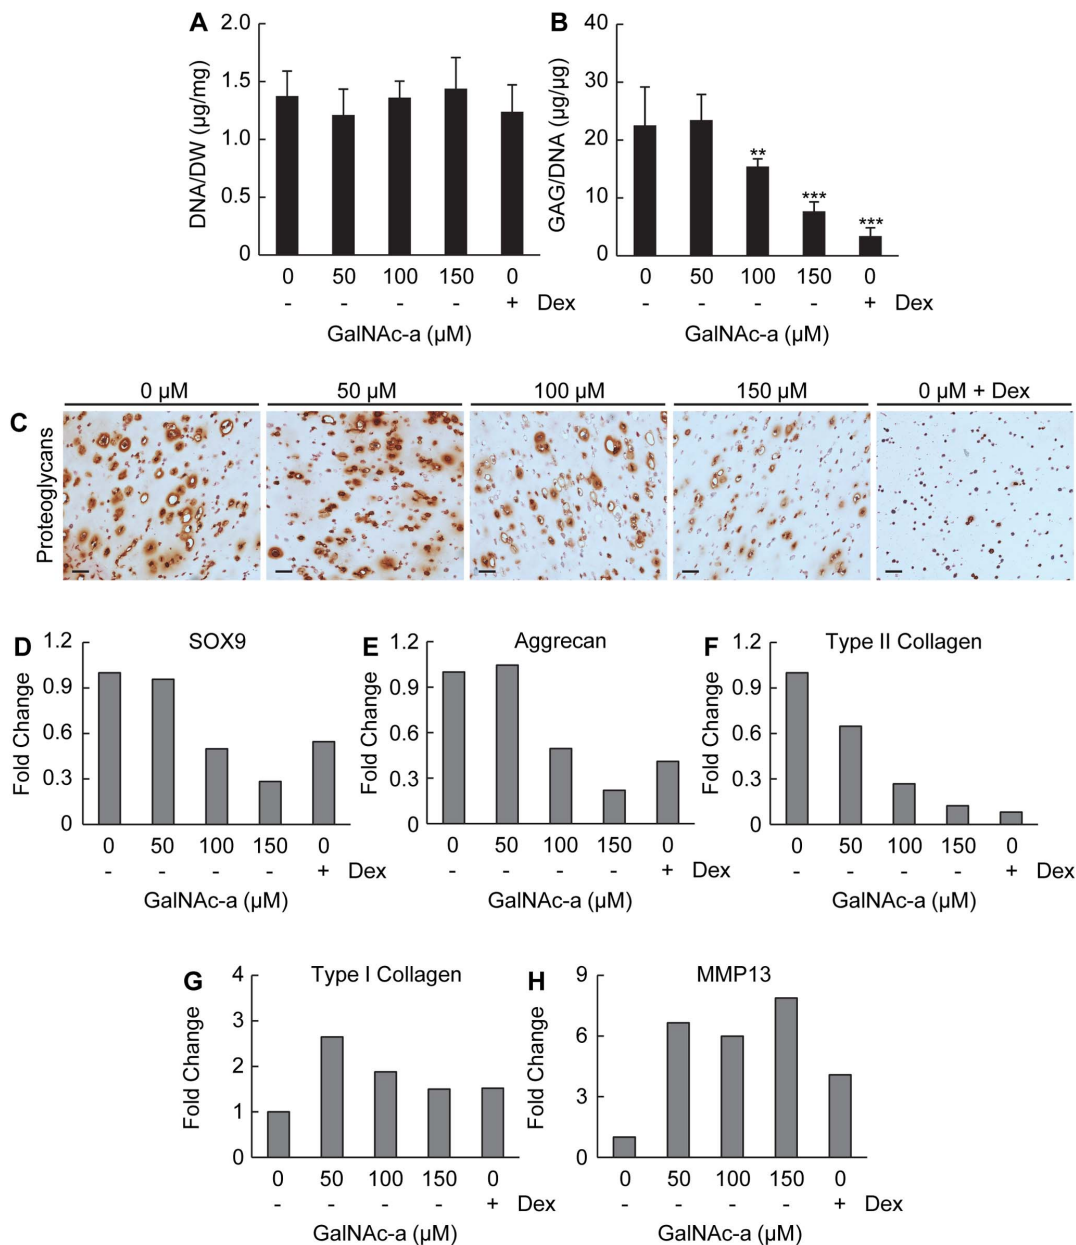 A
DNA/DW (µg/mg)
2.0
1.5
1.0
0.5
0
0 50 100 150 0
- - - - + Dex
GalNAc-a (µM)
B
GAG/DNA (µg/µg)
40
30
20
10
0
** *** ***
0 50 100 150 0
- - - - + Dex
GalNAc-a (µM)
C
0 µM 50 µM 100 µM 150 µM 0 µM + Dex
Proteoglycans
D
SOX9
Fold Change
1.2
0.9
0.6
0.3
0
0 50 100 150 0
- - - - + Dex
GalNAc-a (µM)
E
Aggrecan
Fold Change
1.2
0.9
0.6
0.3
0
0 50 100 150 0
- - - - + Dex
GalNAc-a (µM)
F
Type II Collagen
Fold Change
1.2
0.9
0.6
0.3
0
0 50 100 150 0
- - - - + Dex
GalNAc-a (µM)
G
Type I Collagen
Fold Change
4
3
2
1
0
0 50 100 150 0
- - - - + Dex
GalNAc-a (µM)
H
MMP13
Fold Change
9
6
3
0
0 50 100 150 0
- - - - + Dex
GalNAc-a (µM)